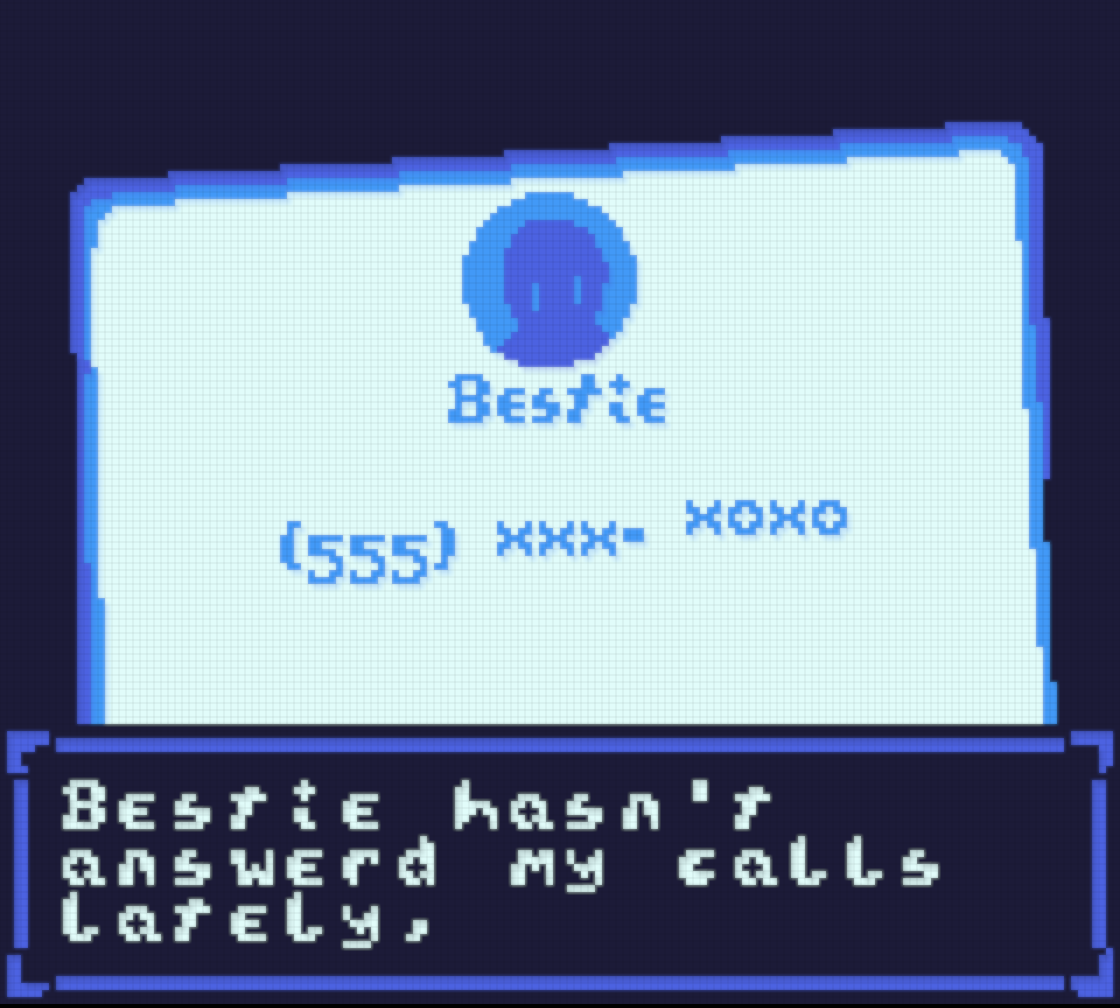 Bestie
(555) xxx- xoxo
Bestie hasn't
answerd my calls
lately,